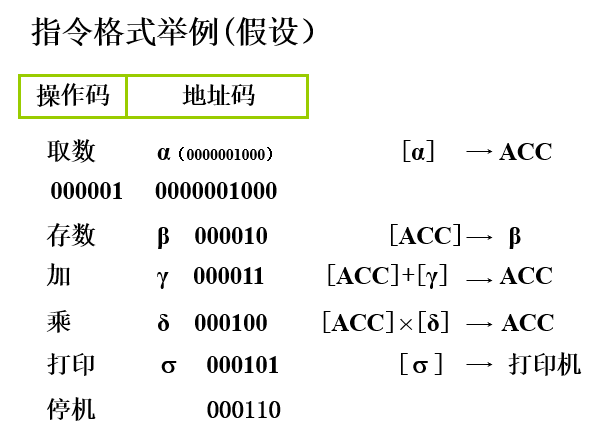 指令格式举例(假设）
操作码 地址码
取数 α（0000001000） [α] → ACC
000001 0000001000
存数 β 000010 [ACC]→ β
加 γ 000011 [ACC]+[γ] → ACC
乘 δ 000100 [ACC]×[δ] → ACC
打印 σ 000101 [σ] → 打印机
停机 000110